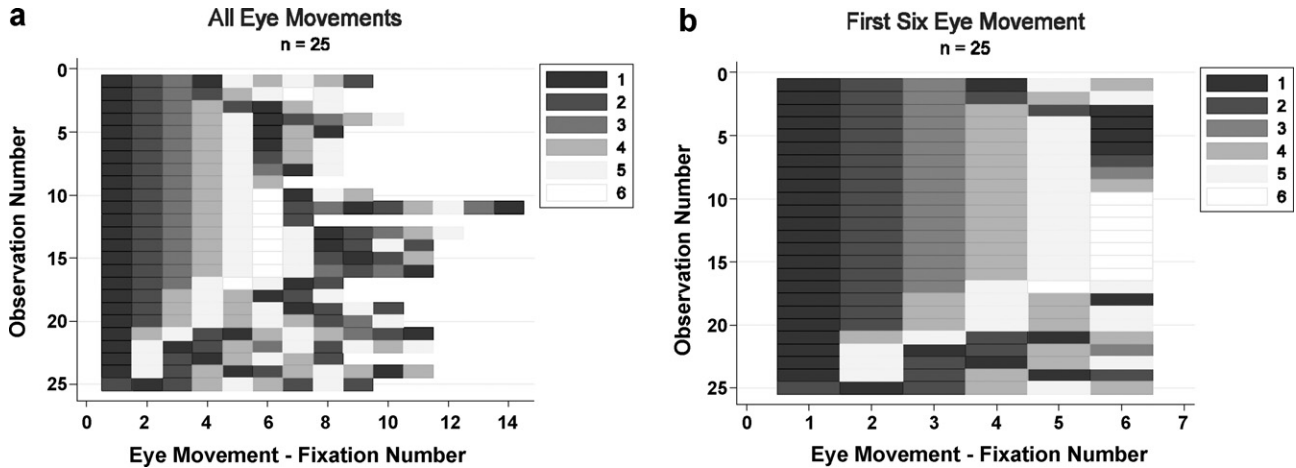 a
All Eye Movements
n = 25
0
5
10
15
20
25
Observation Number
0 2 4 6 8 10 12 14
Eye Movement - Fixation Number
1
2
3
4
5
6
b
First Six Eye Movement
n = 25
0
5
10
15
20
25
Observation Number
0 1 2 3 4 5 6 7
Eye Movement - Fixation Number
1
2
3
4
5
6